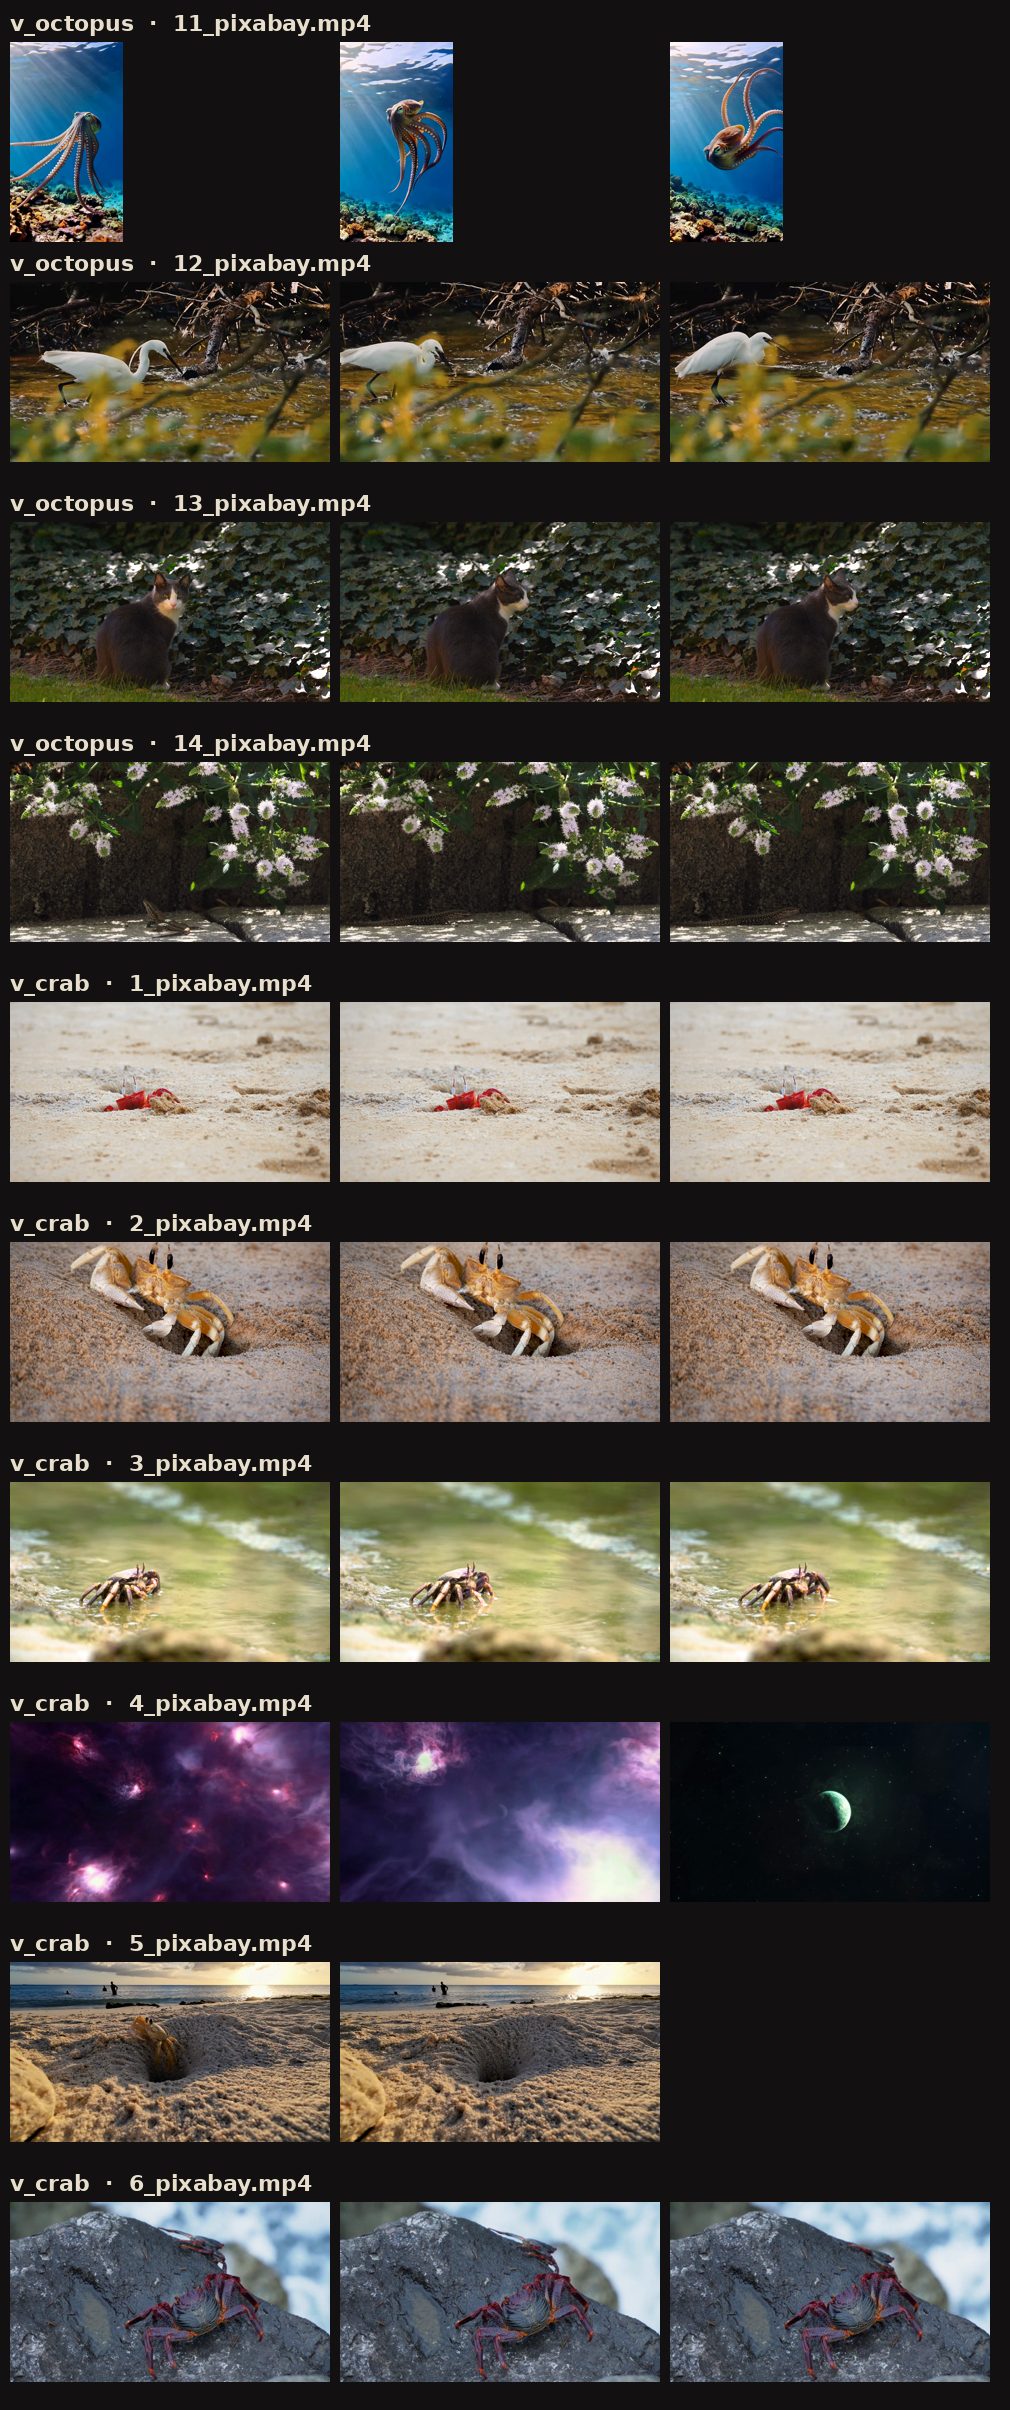 v_octopus · 11_pixabay.mp4
v_octopus · 12_pixabay.mp4
v_octopus · 13_pixabay.mp4
v_octopus · 14_pixabay.mp4
v_crab · 1_pixabay.mp4
v_crab · 2_pixabay.mp4
v_crab · 3_pixabay.mp4
v_crab · 4_pixabay.mp4
v_crab · 5_pixabay.mp4
v_crab · 6_pixabay.mp4